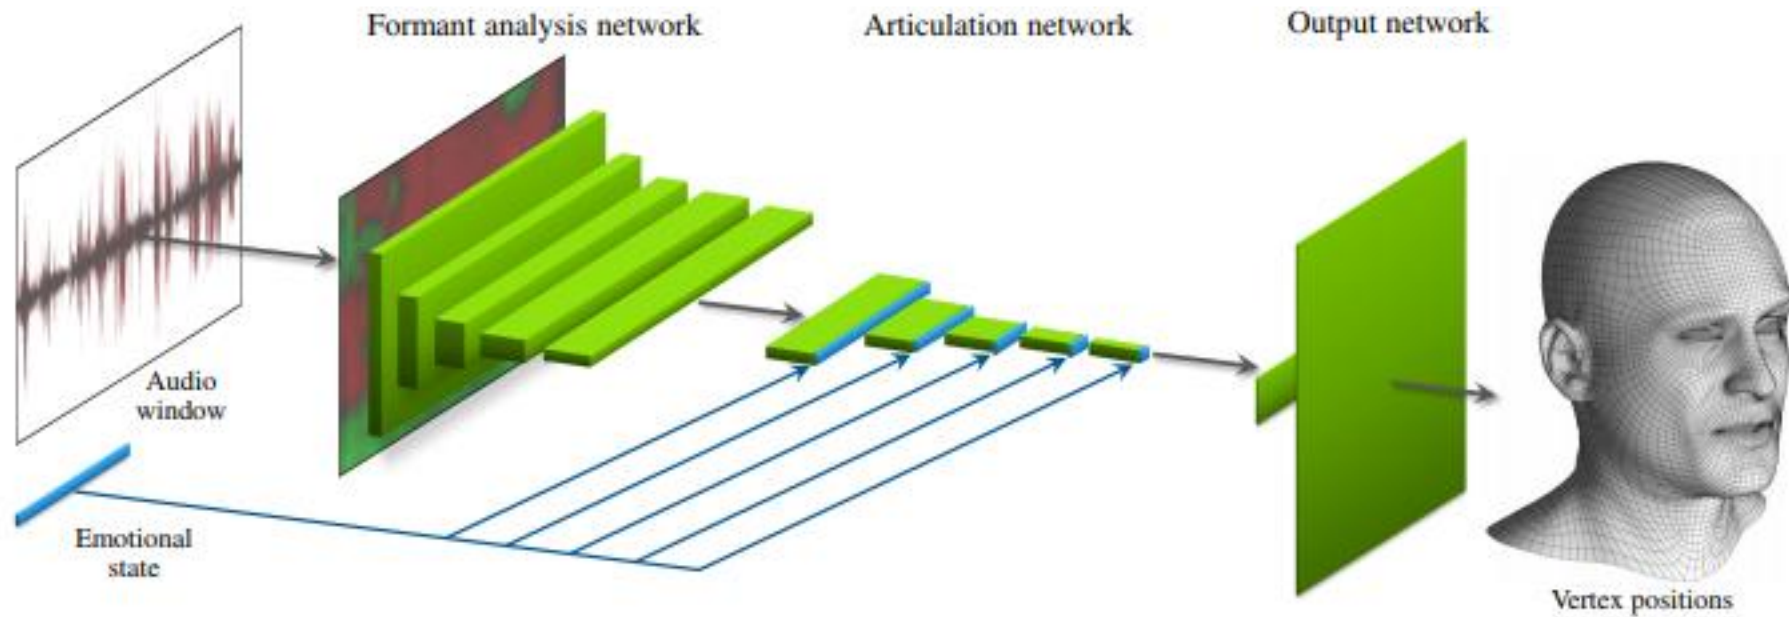 Formant analysis network
Articulation network
Output network
Audio
window
Emotional
state
Vertex positions